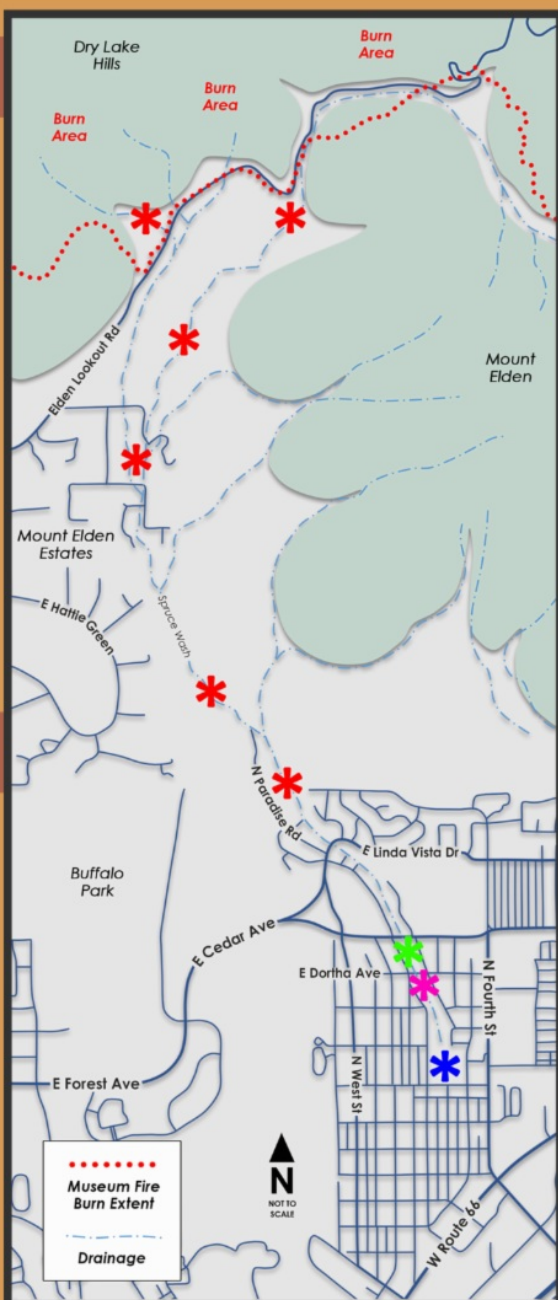 Dry Lake
Hills
Burn
Area
Burn
Area
Burn
Area
Elden Lookout Rd
Mount
Elden
Mount Elden
Estates
E Hattie Green
Spruce Wash
N Paradise Rd
E Linda Vista Dr
Buffalo
Park
E Cedar Ave
E Dortha Ave
N Fourth St
N West St
E Forest Ave
N
NOT TO
SCALE
W Route 66
Museum Fire
Burn Extent
Drainage